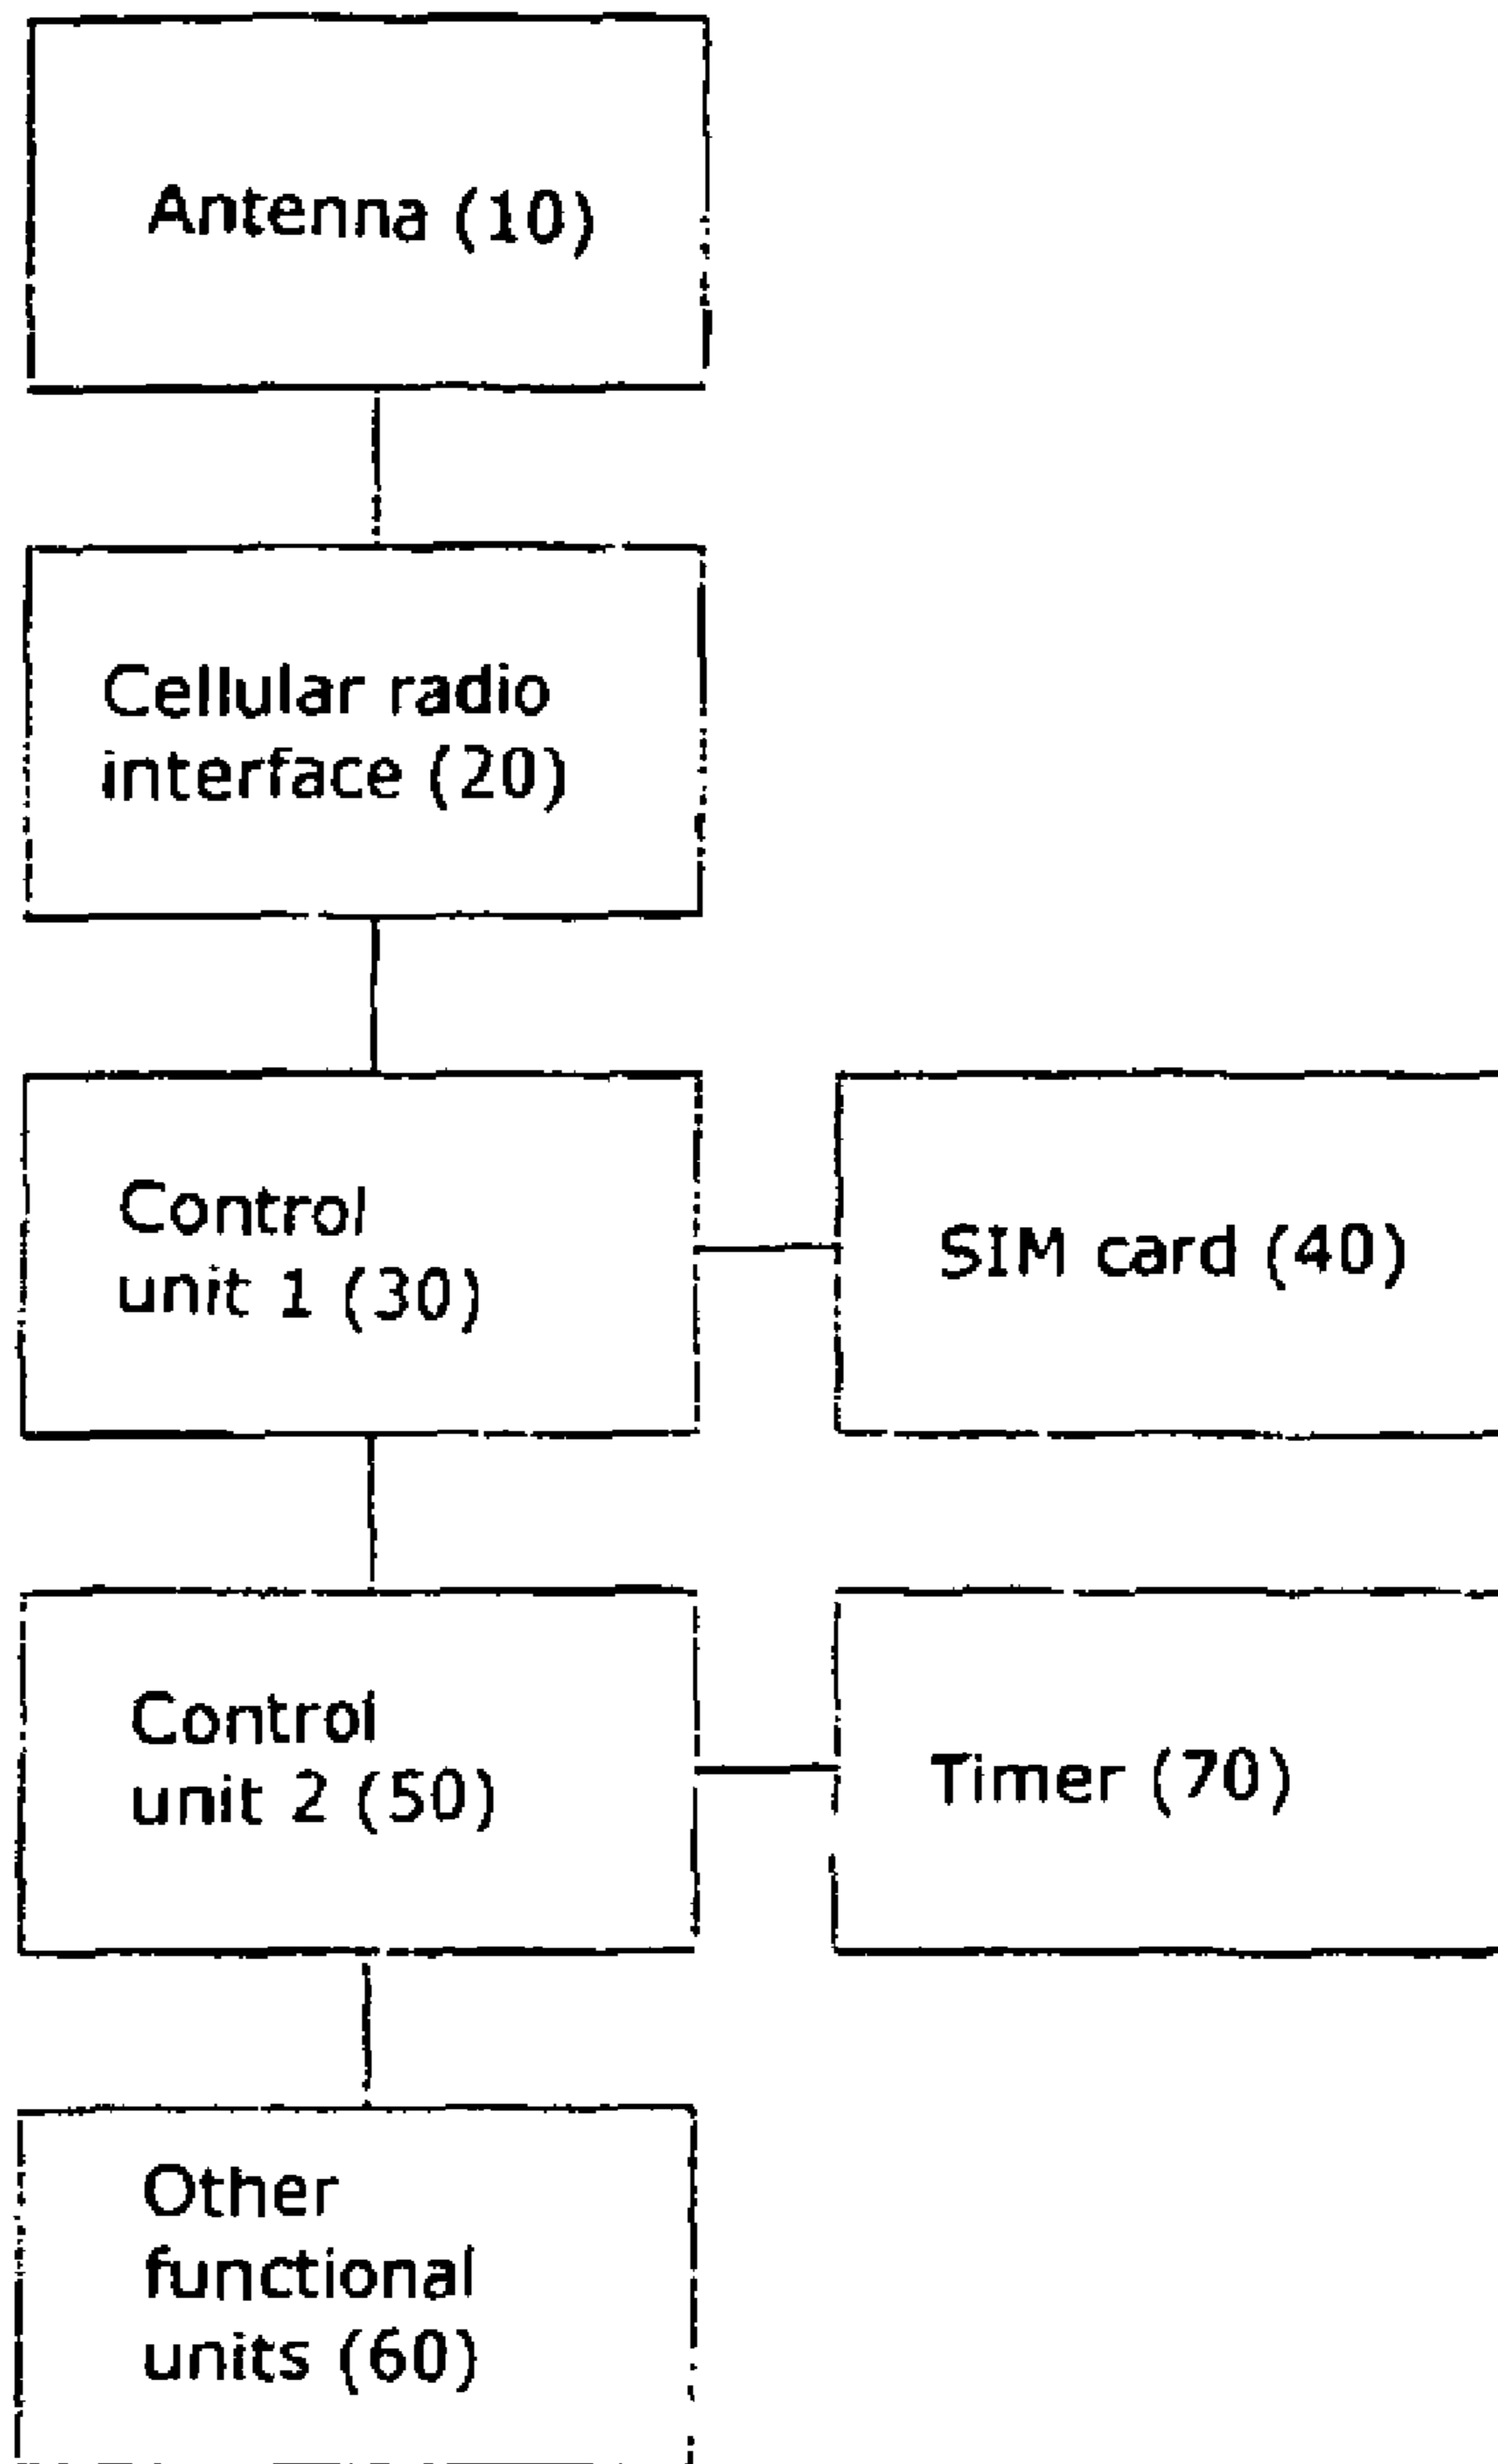 Antenna (10)
Cellular radio
interface (20)
Control
unit 1 (30)
SIM card (40)
Control
unit 2 (50)
Timer (70)
Other
functional
units (60)